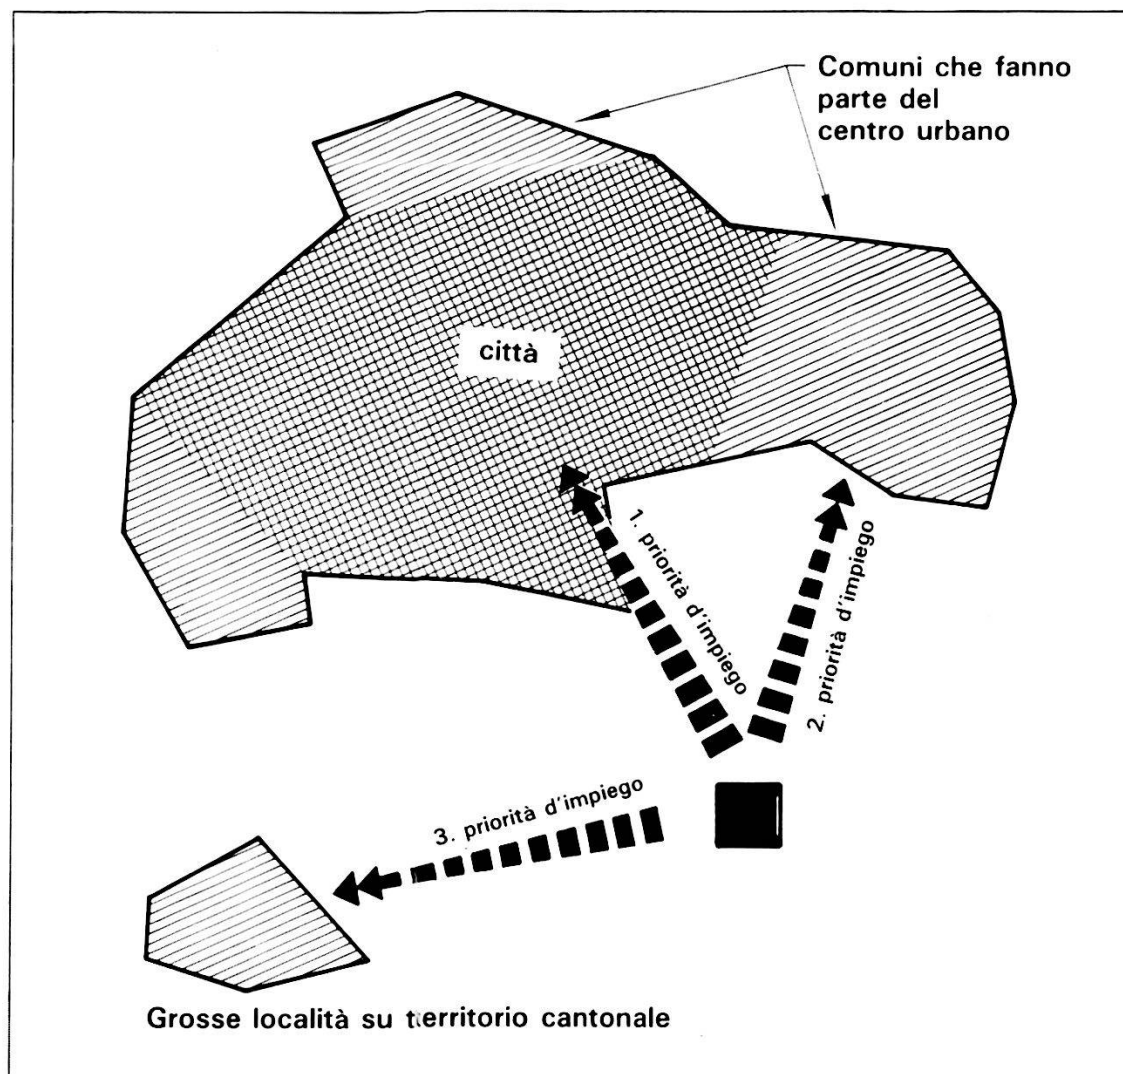 Comuni che fanno
parte del
centro urbano
città
1. priorità d'impiego
2. priorità d'impiego
3. priorità d'impiego
Grosse località su territorio cantonale